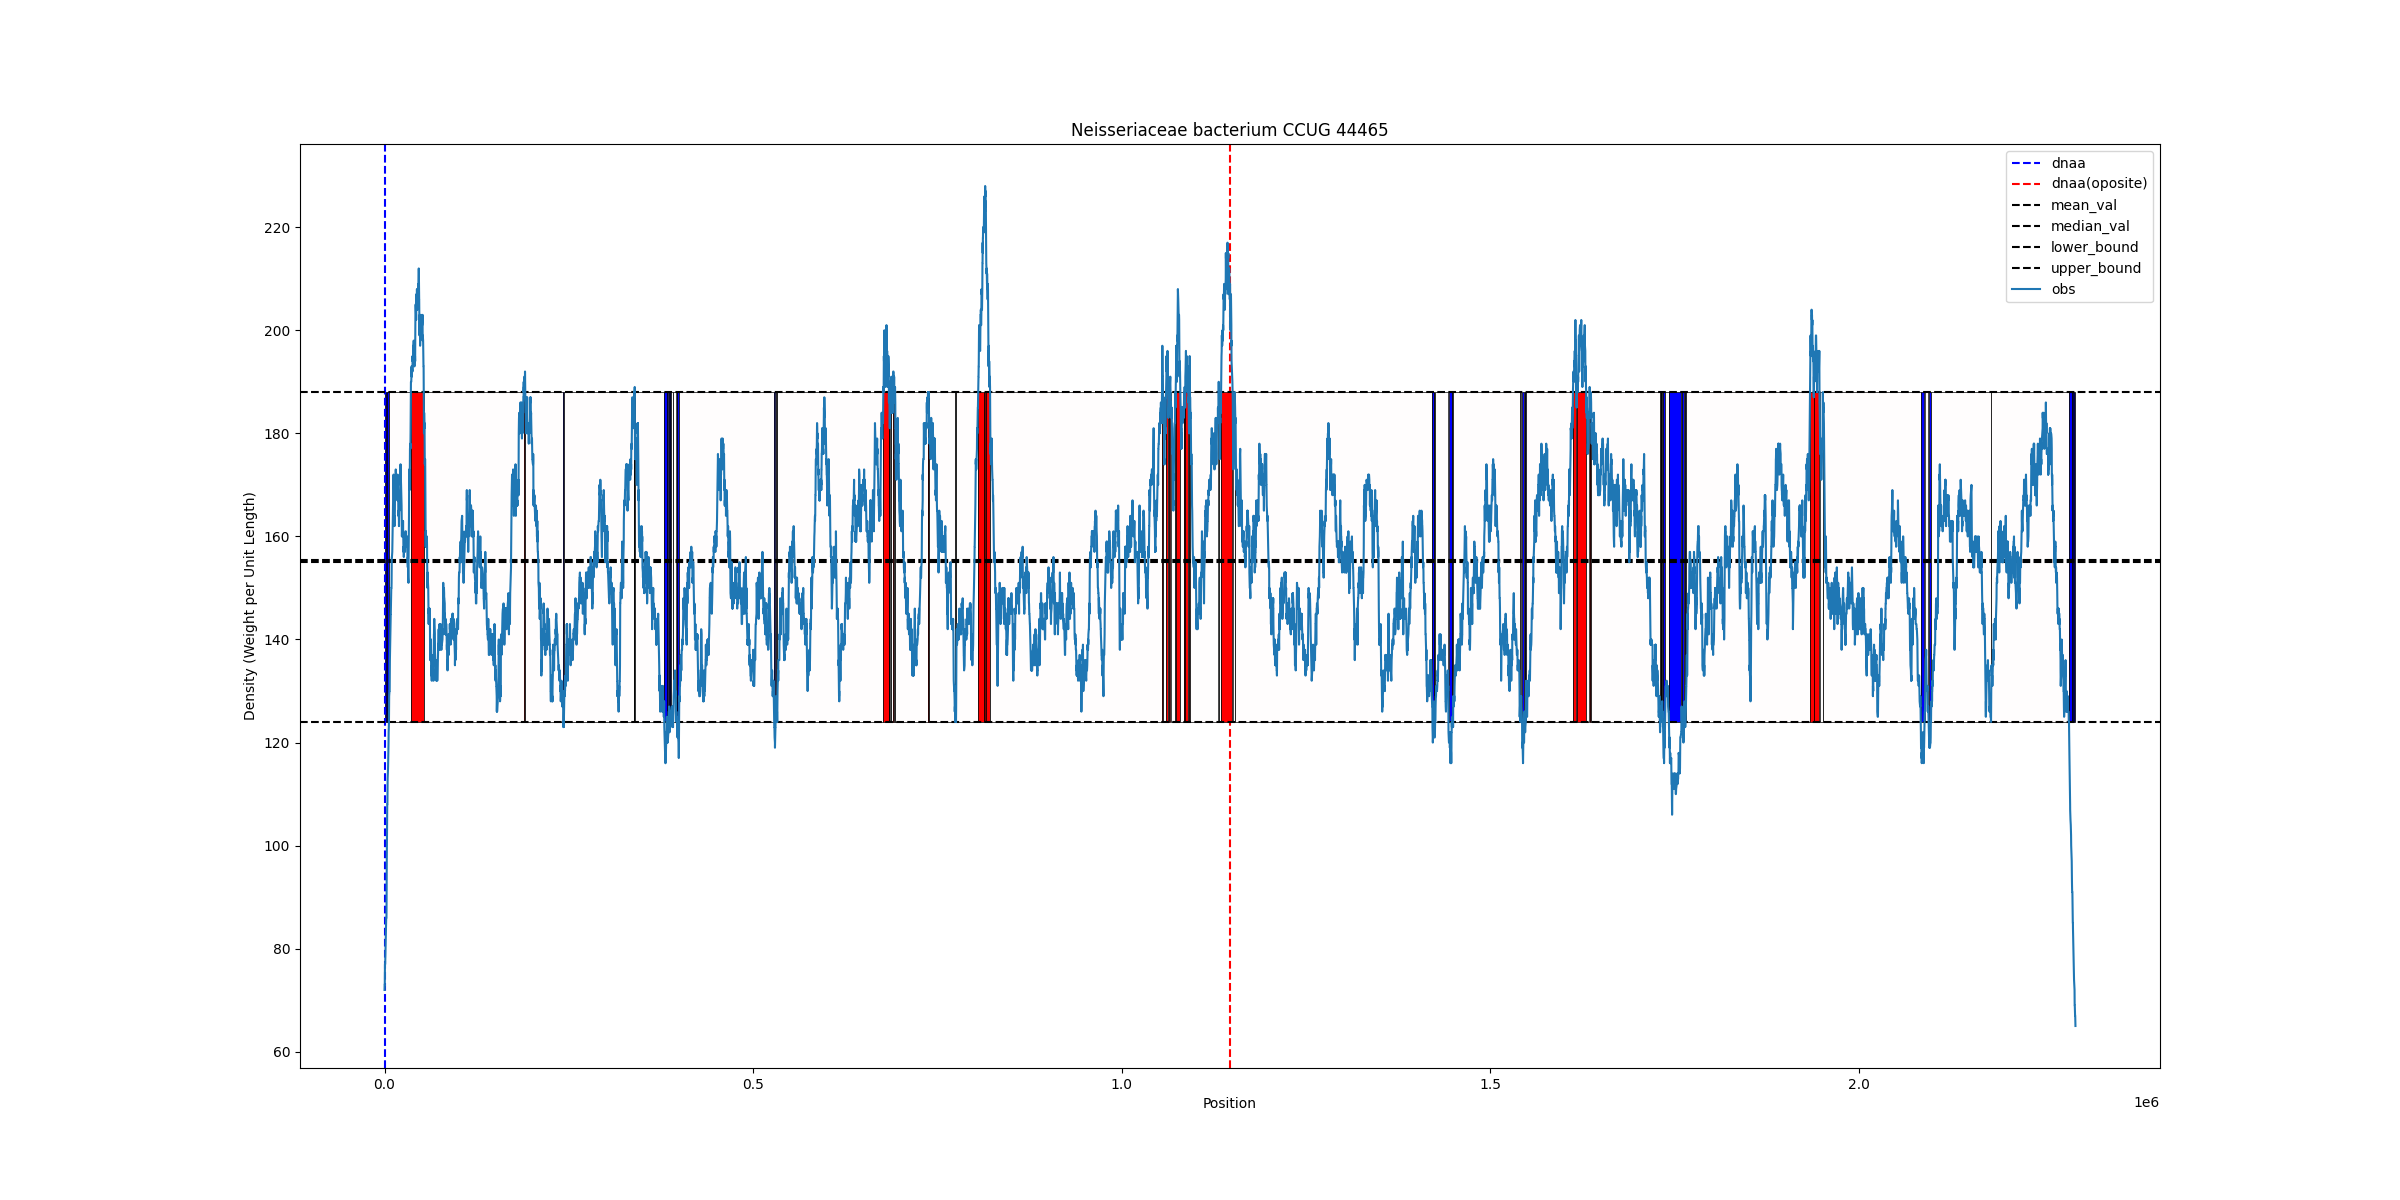 Neisseriaceae bacterium CCUG 44465
dnaa
dnaa(oposite)
mean_val
median_val
lower_bound
upper_bound
obs
Density (Weight per Unit Length)
220
200
180
160
140
120
100
80
60
0.0 0.5 1.0 1.5 2.0
1e6
Position